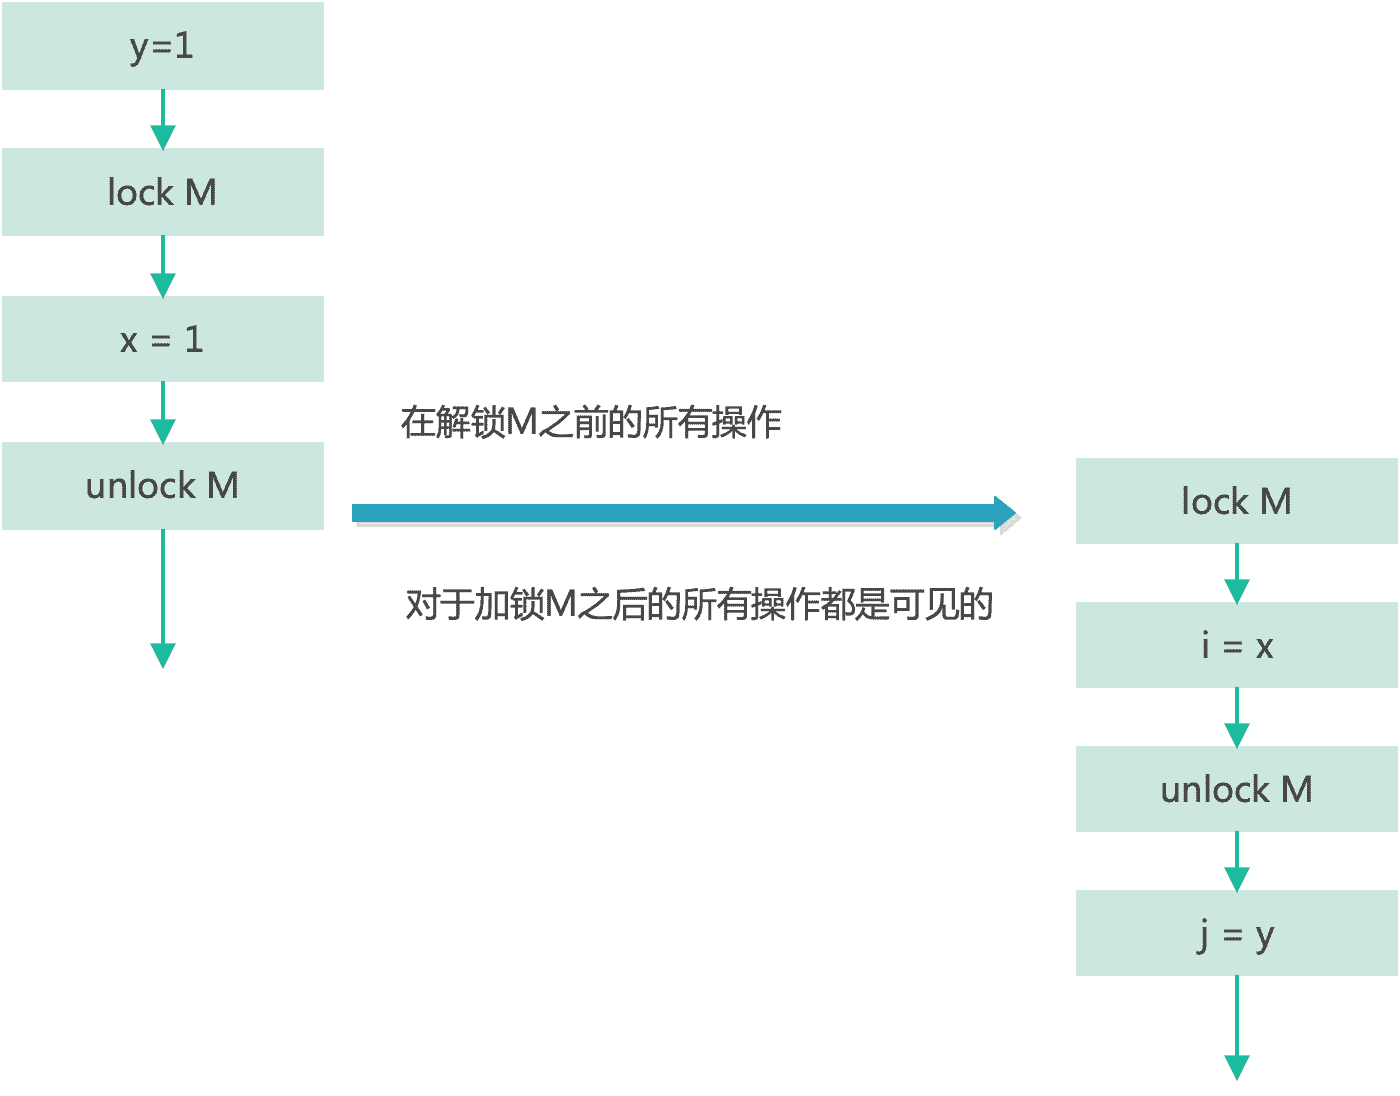 y=1
lock M
x = 1
unlock M
在解锁M之前的所有操作
对于加锁M之后的所有操作都是可见的
lock M
i = x
unlock M
j = y